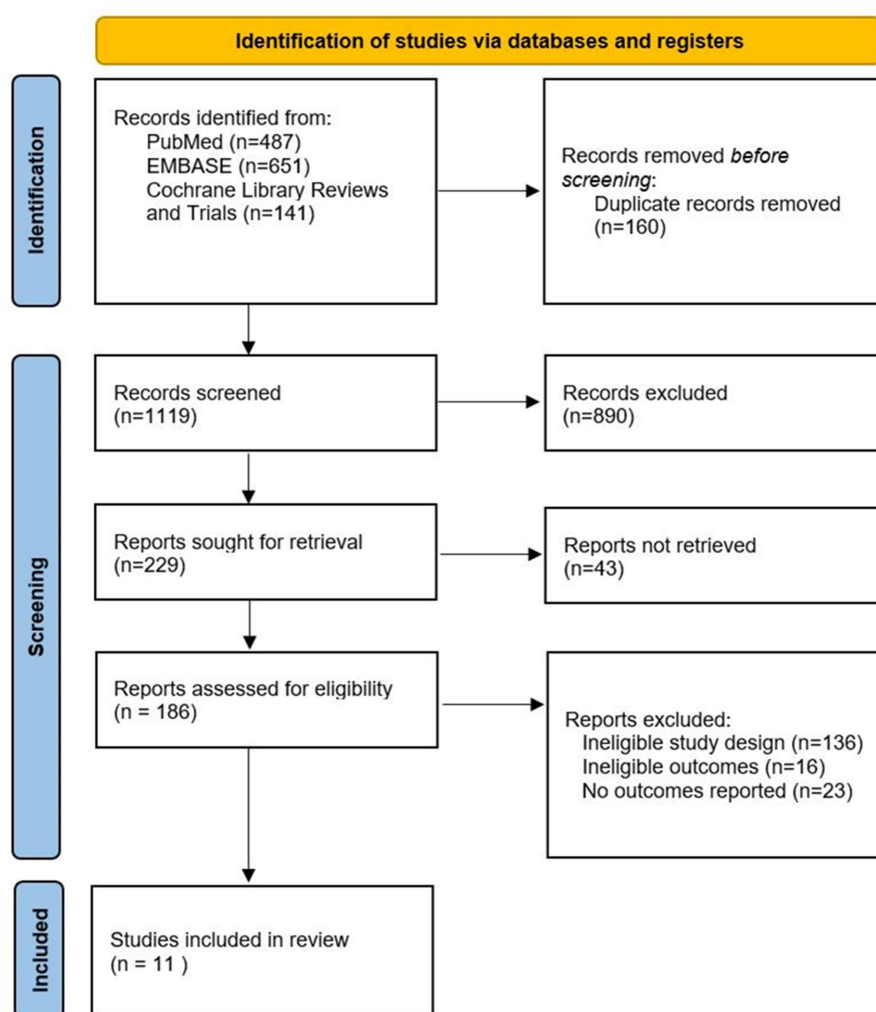 Identification of studies via databases and registers
Identification
Records identified from:
PubMed (n=487)
EMBASE (n=651)
Cochrane Library Reviews
and Trials (n=141)
Records removed before
screening:
Duplicate records removed
(n=160)
Screening
Records screened
(n=1119)
Records excluded
(n=890)
Reports sought for retrieval
(n=229)
Reports not retrieved
(n=43)
Reports assessed for eligibility
(n = 186)
Reports excluded:
Ineligible study design (n=136)
Ineligible outcomes (n=16)
No outcomes reported (n=23)
Included
Studies included in review
(n = 11 )